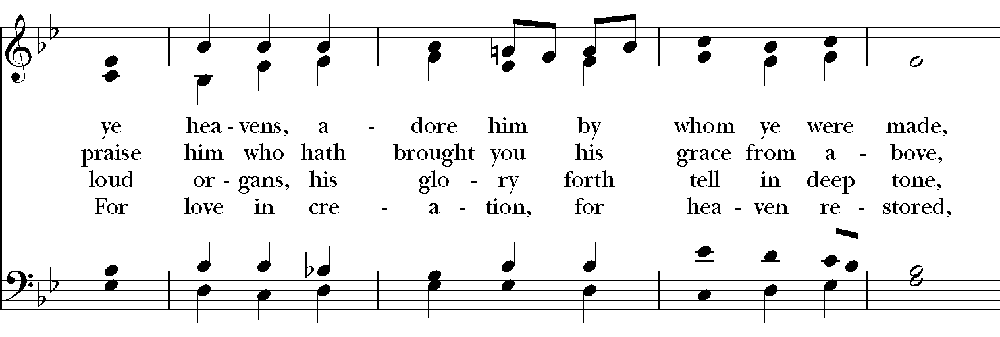 ye hea - vens, a - dore him by whom ye were made,
praise him who hath brought you his grace from a - bove,
loud or - gans, his glo - ry forth tell in deep tone,
For love in cre - a - tion, for hea - ven re - stored,